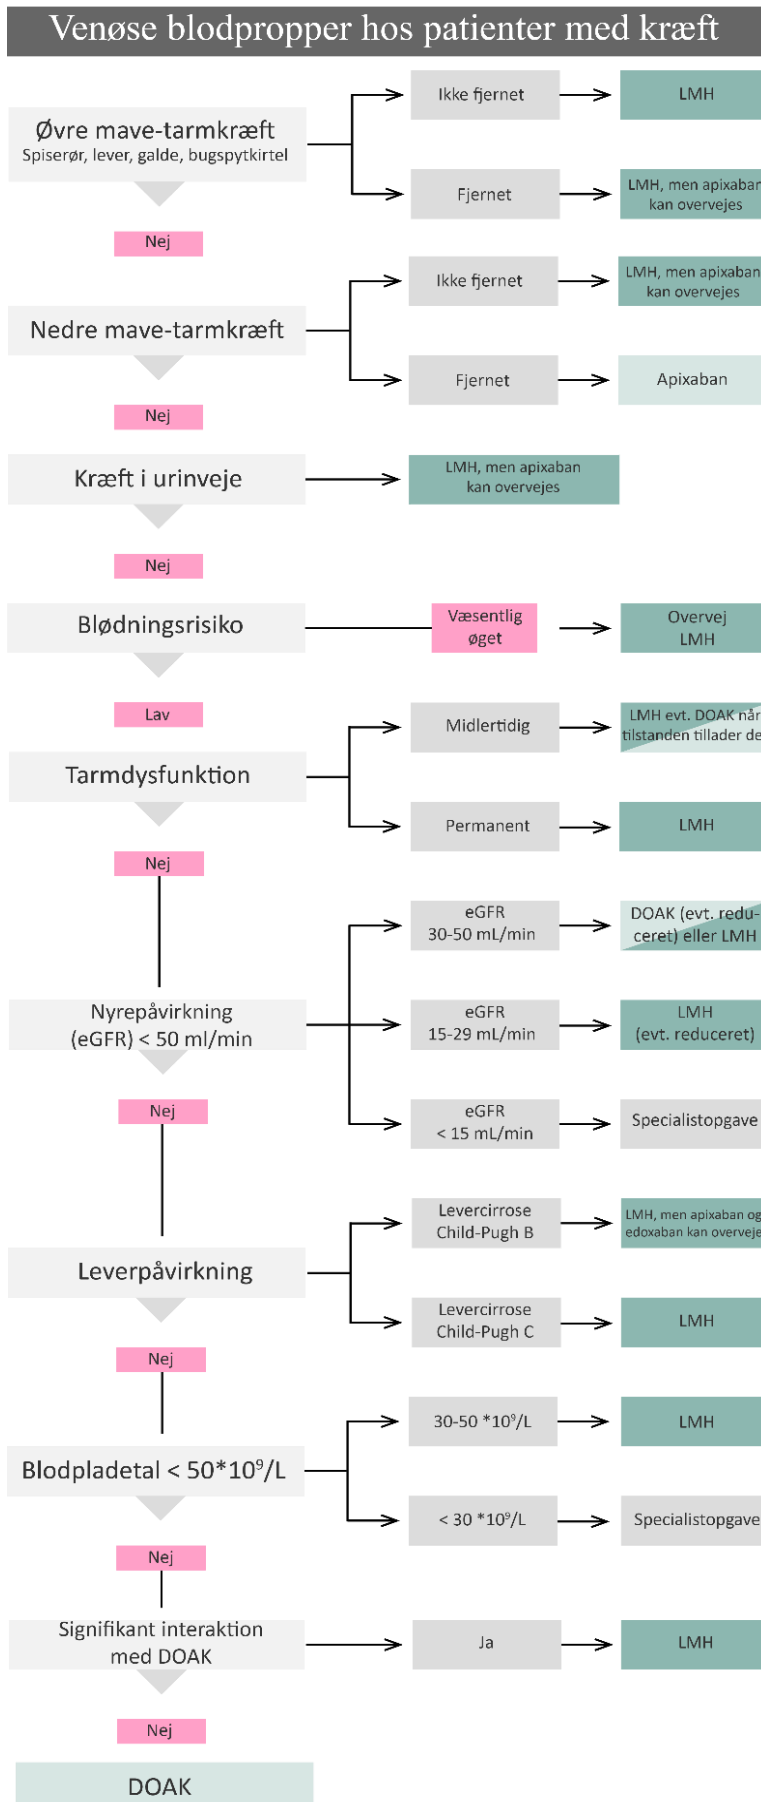 Venøse blodpropper hos patienter med kræft
Øvre mave-tarmkræft
Spiserør, lever, galde, bugspytkirtel
Ikke fjernet
LMH
Fjernet
LMH, men apixaban
kan overvejes
Nej
Nedre mave-tarmkræft
Ikke fjernet
LMH, men apixaban
kan overvejes
Fjernet
Apixaban
Nej
Kræft i urinveje
LMH, men apixaban
kan overvejes
Nej
Blødningsrisiko
Væsentlig
øget
Overvej
LMH
Lav
Tarmdysfunktion
Midlertidig
LMH evt. DOAK når
tilstanden tillader de
Permanent
LMH
Nej
Nyrepåvirkning
(eGFR) < 50 ml/min
eGFR
30-50 mL/min
DOAK (evt. redu-
ceret) eller LMH
eGFR
15-29 mL/min
LMH
(evt. reduceret)
eGFR
< 15 mL/min
Specialistopgave
Nej
Leverpåvirkning
Levercirrose
Child-Pugh B
LMH, men apixaban og
edoxaban kan overveje
Levercirrose
Child-Pugh C
LMH
Nej
Blodpladetal < 50*10⁹/L
30-50 *10⁹/L
LMH
< 30 *10⁹/L
Specialistopgave
Nej
Signifikant interaktion
med DOAK
Ja
LMH
Nej
DOAK